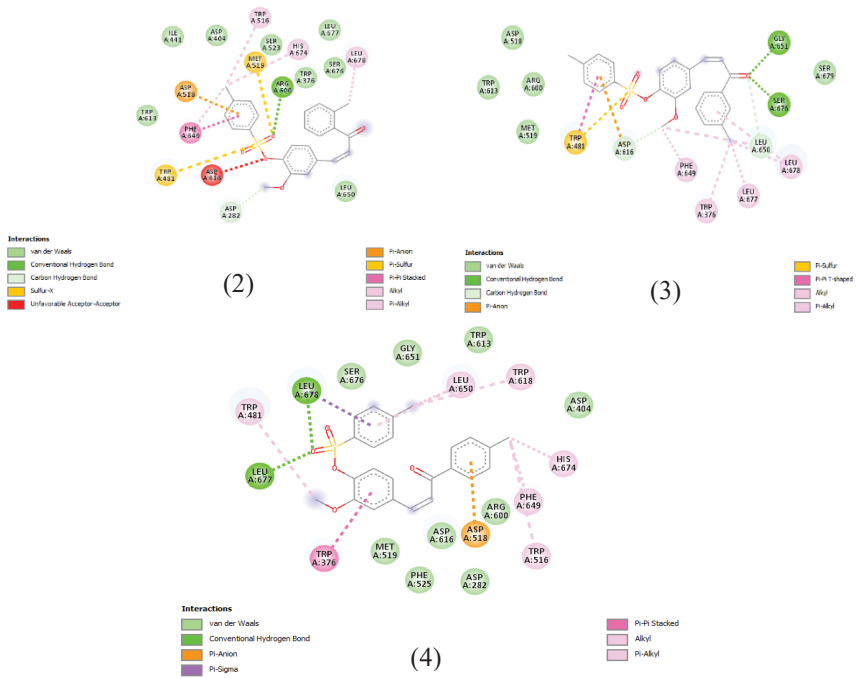 TRP
A:516
ILE
A:441
ASP
A:404
SER
A:523
HIS
A:674
LEU
A:677
MET
A:519
TRP
A:376
SER
A:676
LEU
A:678
ASP
A:518
ARG
A:600
TRP
A:613
PHE
A:649
TRP
A:481
ASP
A:616
ASP
A:282
LEU
A:650
Interactions
van der Waals
Conventional Hydrogen Bond
Carbon Hydrogen Bond
Sulfur-X
Unfavorable Acceptor-Acceptor
Pi-Anion
Pi-Sulfur
Pi-Pi Stacked
Alkyl
Pi-Alkyl
(2)
ASP
A:518
GLY
A:651
TRP
A:613
ARG
A:600
SER
A:679
MET
A:519
SER
A:676
TRP
A:481
ASP
A:616
LEU
A:650
PHE
A:649
LEU
A:678
LEU
A:677
TRP
A:376
Interactions
van der Waals
Conventional Hydrogen Bond
Carbon Hydrogen Bond
Pi-Anion
Pi-Sulfur
Pi-Pi T-shaped
Alkyl
Pi-Alkyl
(3)
TRP
A:613
GLY
A:651
SER
A:676
LEU
A:678
LEU
A:650
TRP
A:618
TRP
A:481
ASP
A:404
LEU
A:677
HIS
A:674
PHE
A:649
ARG
A:600
ASP
A:616
ASP
A:518
TRP
A:376
MET
A:519
TRP
A:516
PHE
A:525
ASP
A:282
Interactions
van der Waals
Conventional Hydrogen Bond
Pi-Anion
Pi-Sigma
Pi-Pi Stacked
Alkyl
Pi-Alkyl
(4)